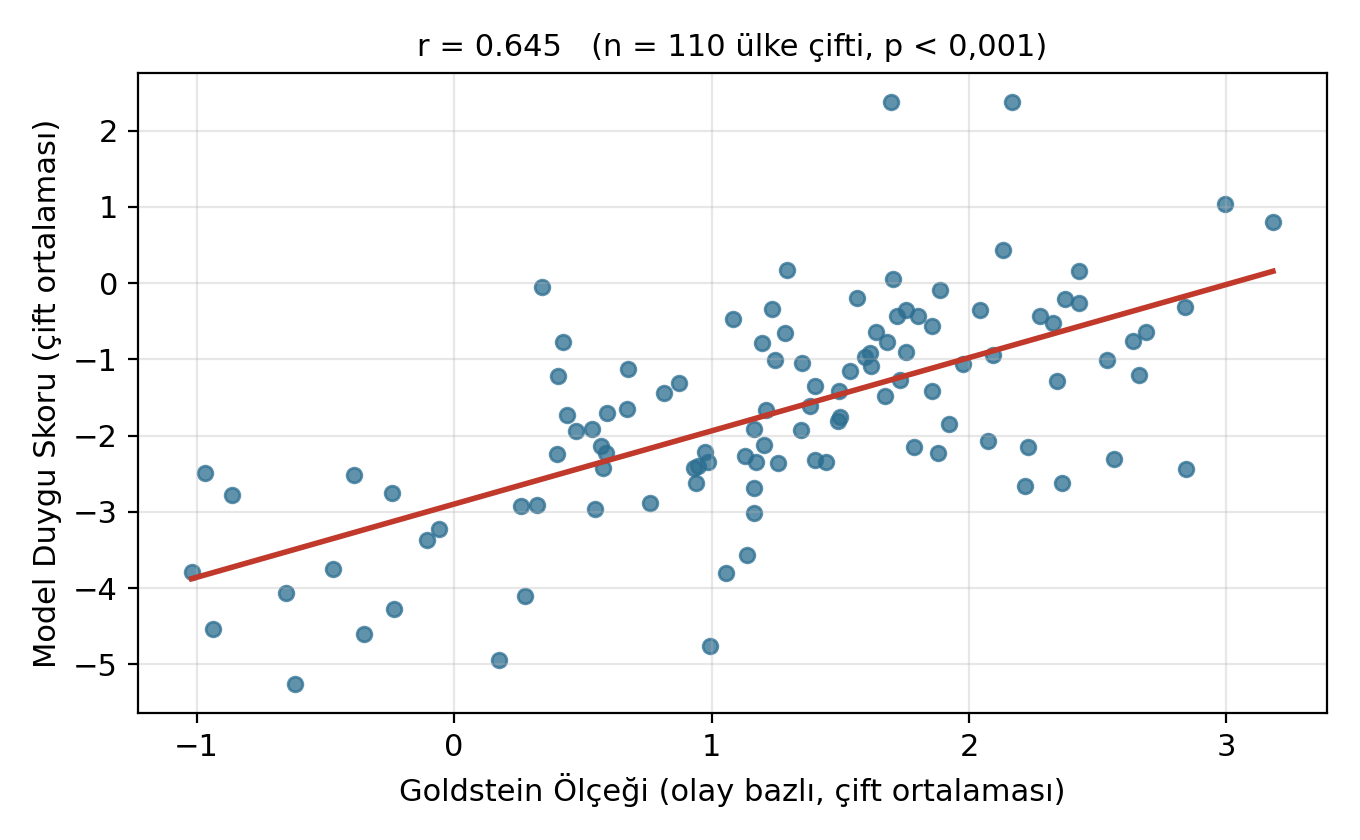 r = 0.645 (n = 110 ülke çifti, p < 0,001)
Model Duygu Skoru (çift ortalaması)
2
1
0
−1
−2
−3
−4
−5
−1 0 1 2 3
Goldstein Ölçeği (olay bazlı, çift ortalaması)